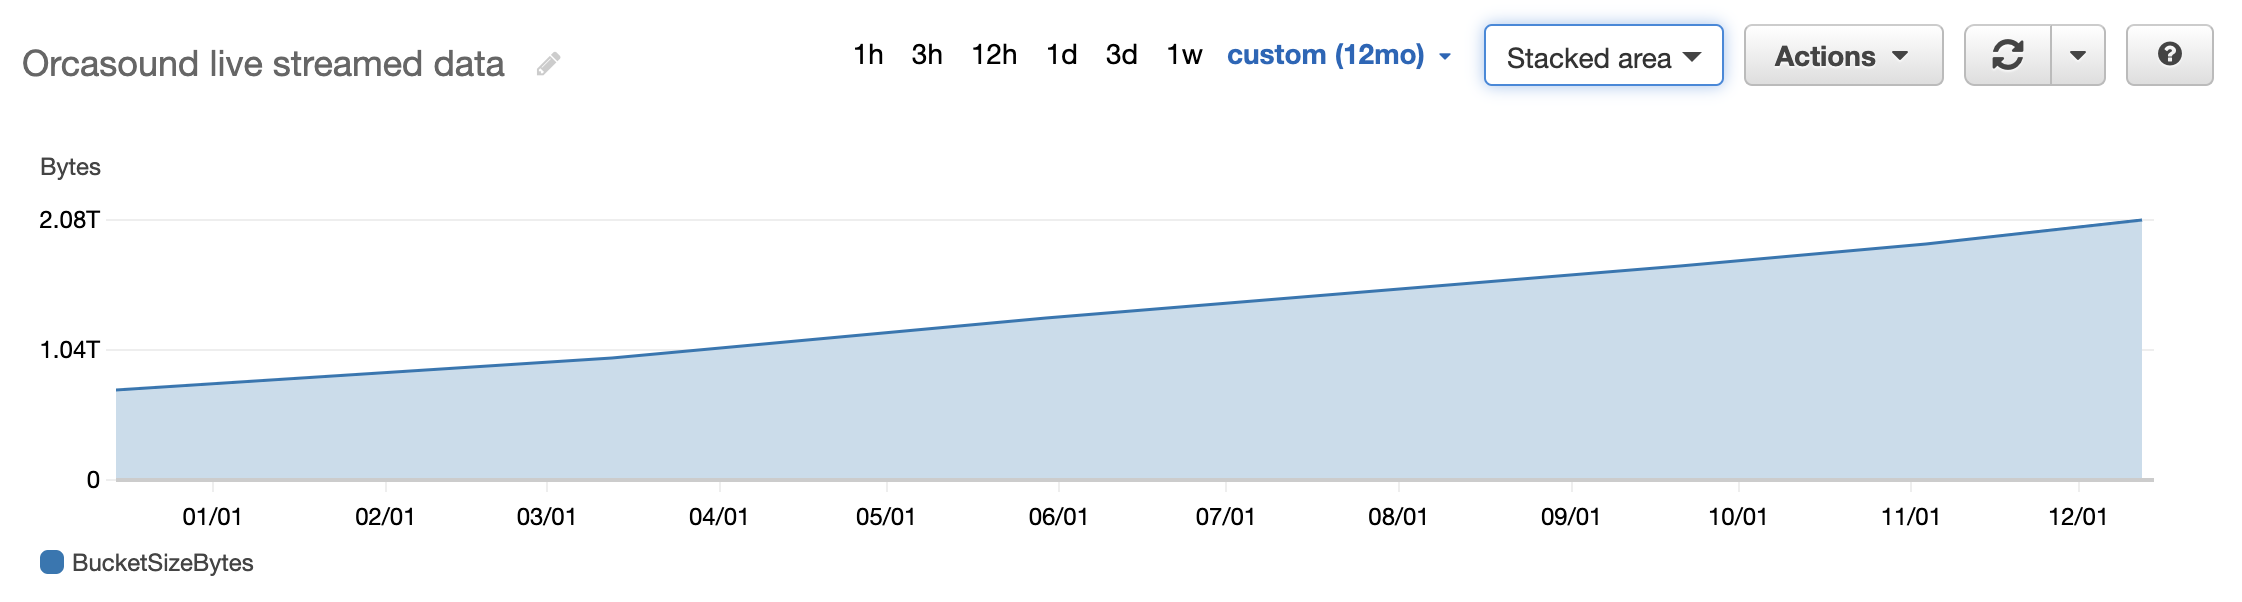 Orcasound live streamed data
1h 3h 12h 1d 3d 1w custom (12mo) Stacked area Actions ?
Bytes
2.08T
1.04T
0
01/01 02/01 03/01 04/01 05/01 06/01 07/01 08/01 09/01 10/01 11/01 12/01
BucketSizeBytes